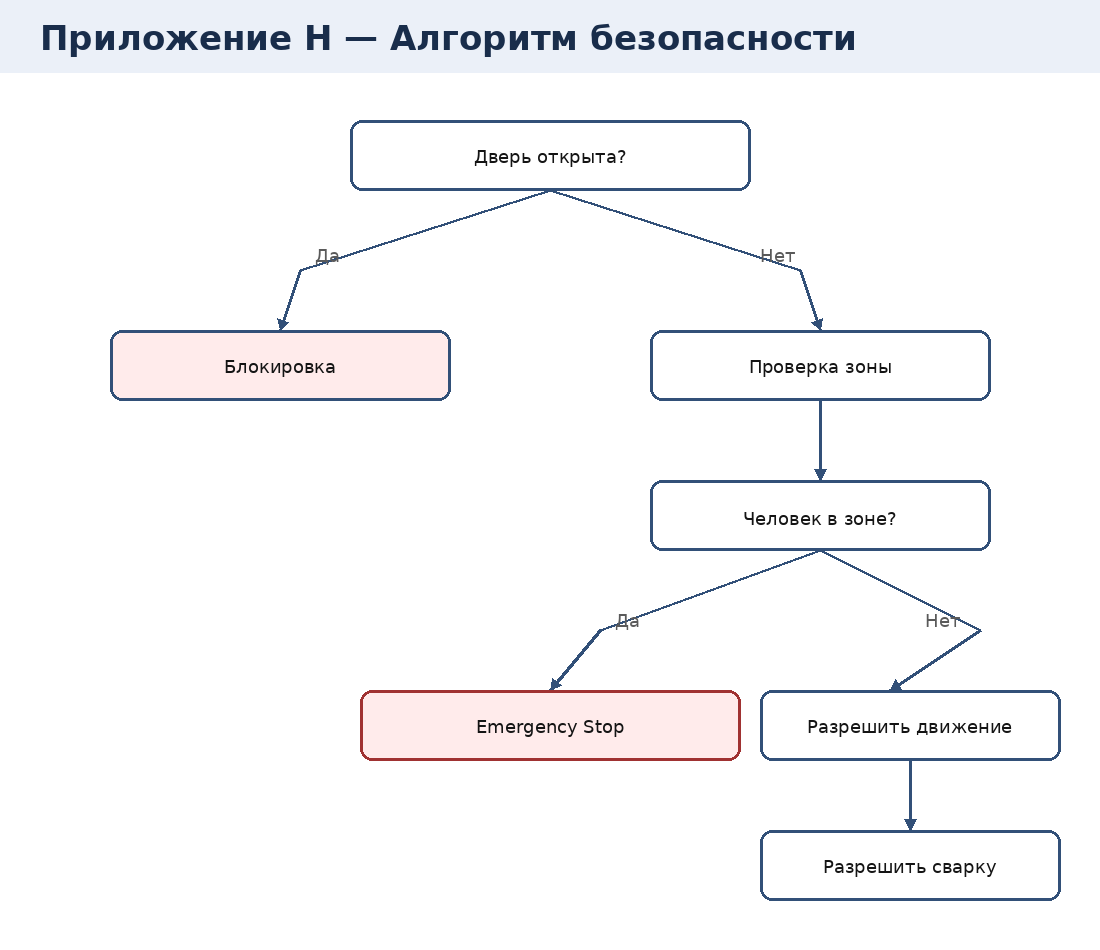 Приложение Н — Алгоритм безопасности
Дверь открыта?
Да
Нет
Блокировка
Проверка зоны
Человек в зоне?
Да
Нет
Emergency Stop
Разрешить движение
Разрешить сварку